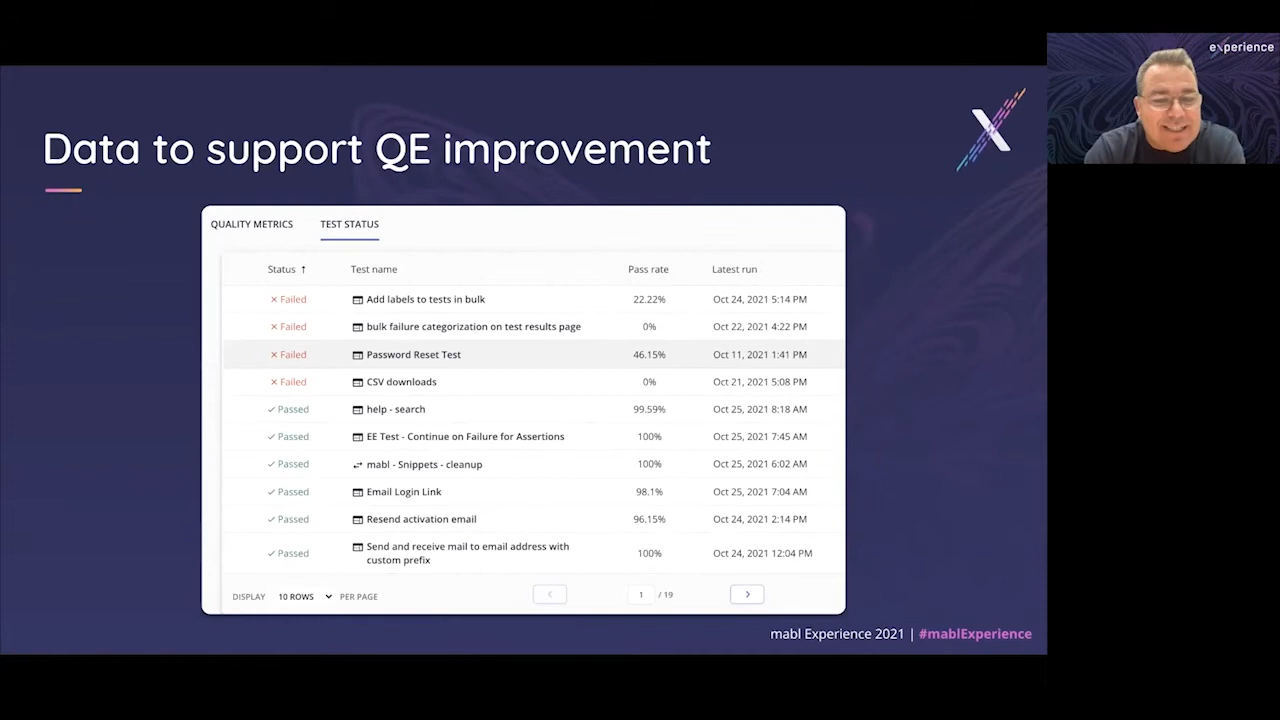 experience
Data to support QE improvement
QUALITY METRICS TEST STATUS
Status ↑ Test name Pass rate Latest run
× Failed Add labels to tests in bulk 22.22% Oct 24, 2021 5:14 PM
× Failed bulk failure categorization on test results page 0% Oct 22, 2021 4:22 PM
× Failed Password Reset Test 46.15% Oct 11, 2021 1:41 PM
× Failed CSV downloads 0% Oct 21, 2021 5:08 PM
✓ Passed help - search 99.59% Oct 25, 2021 8:18 AM
✓ Passed EE Test - Continue on Failure for Assertions 100% Oct 25, 2021 7:45 AM
✓ Passed mabl - Snippets - cleanup 100% Oct 25, 2021 6:02 AM
✓ Passed Email Login Link 98.1% Oct 25, 2021 7:04 AM
✓ Passed Resend activation email 96.15% Oct 24, 2021 2:14 PM
✓ Passed Send and receive mail to email address with 100% Oct 24, 2021 12:04 PM
custom prefix
DISPLAY 10 ROWS PER PAGE < 1 / 19 >
mabl Experience 2021 | #mablExperience